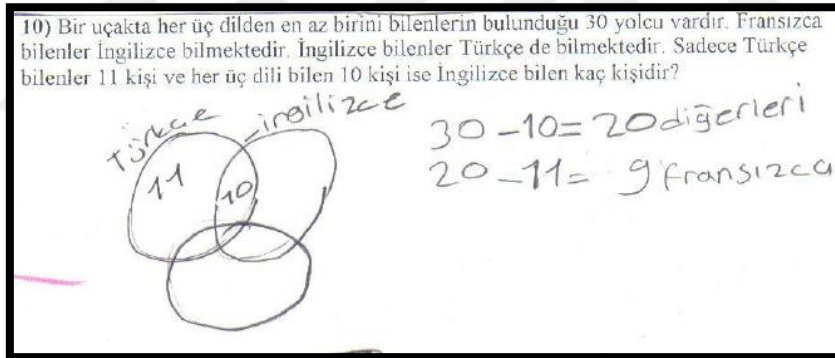 10) Bir uçakta her üç dilden en az birini bilenlerin bulunduğu 30 yolcu vardır. Fransızca
bilenler İngilizce bilmektedir. İngilizce bilenler Türkçe de bilmektedir. Sadece Türkçe
bilenler 11 kişi ve her üç dili bilen 10 kişi ise İngilizce bilen kaç kişidir?
Türkçe
ingilizce
11
10
30-10=20 diğerleri
20-11= 9 fransızca